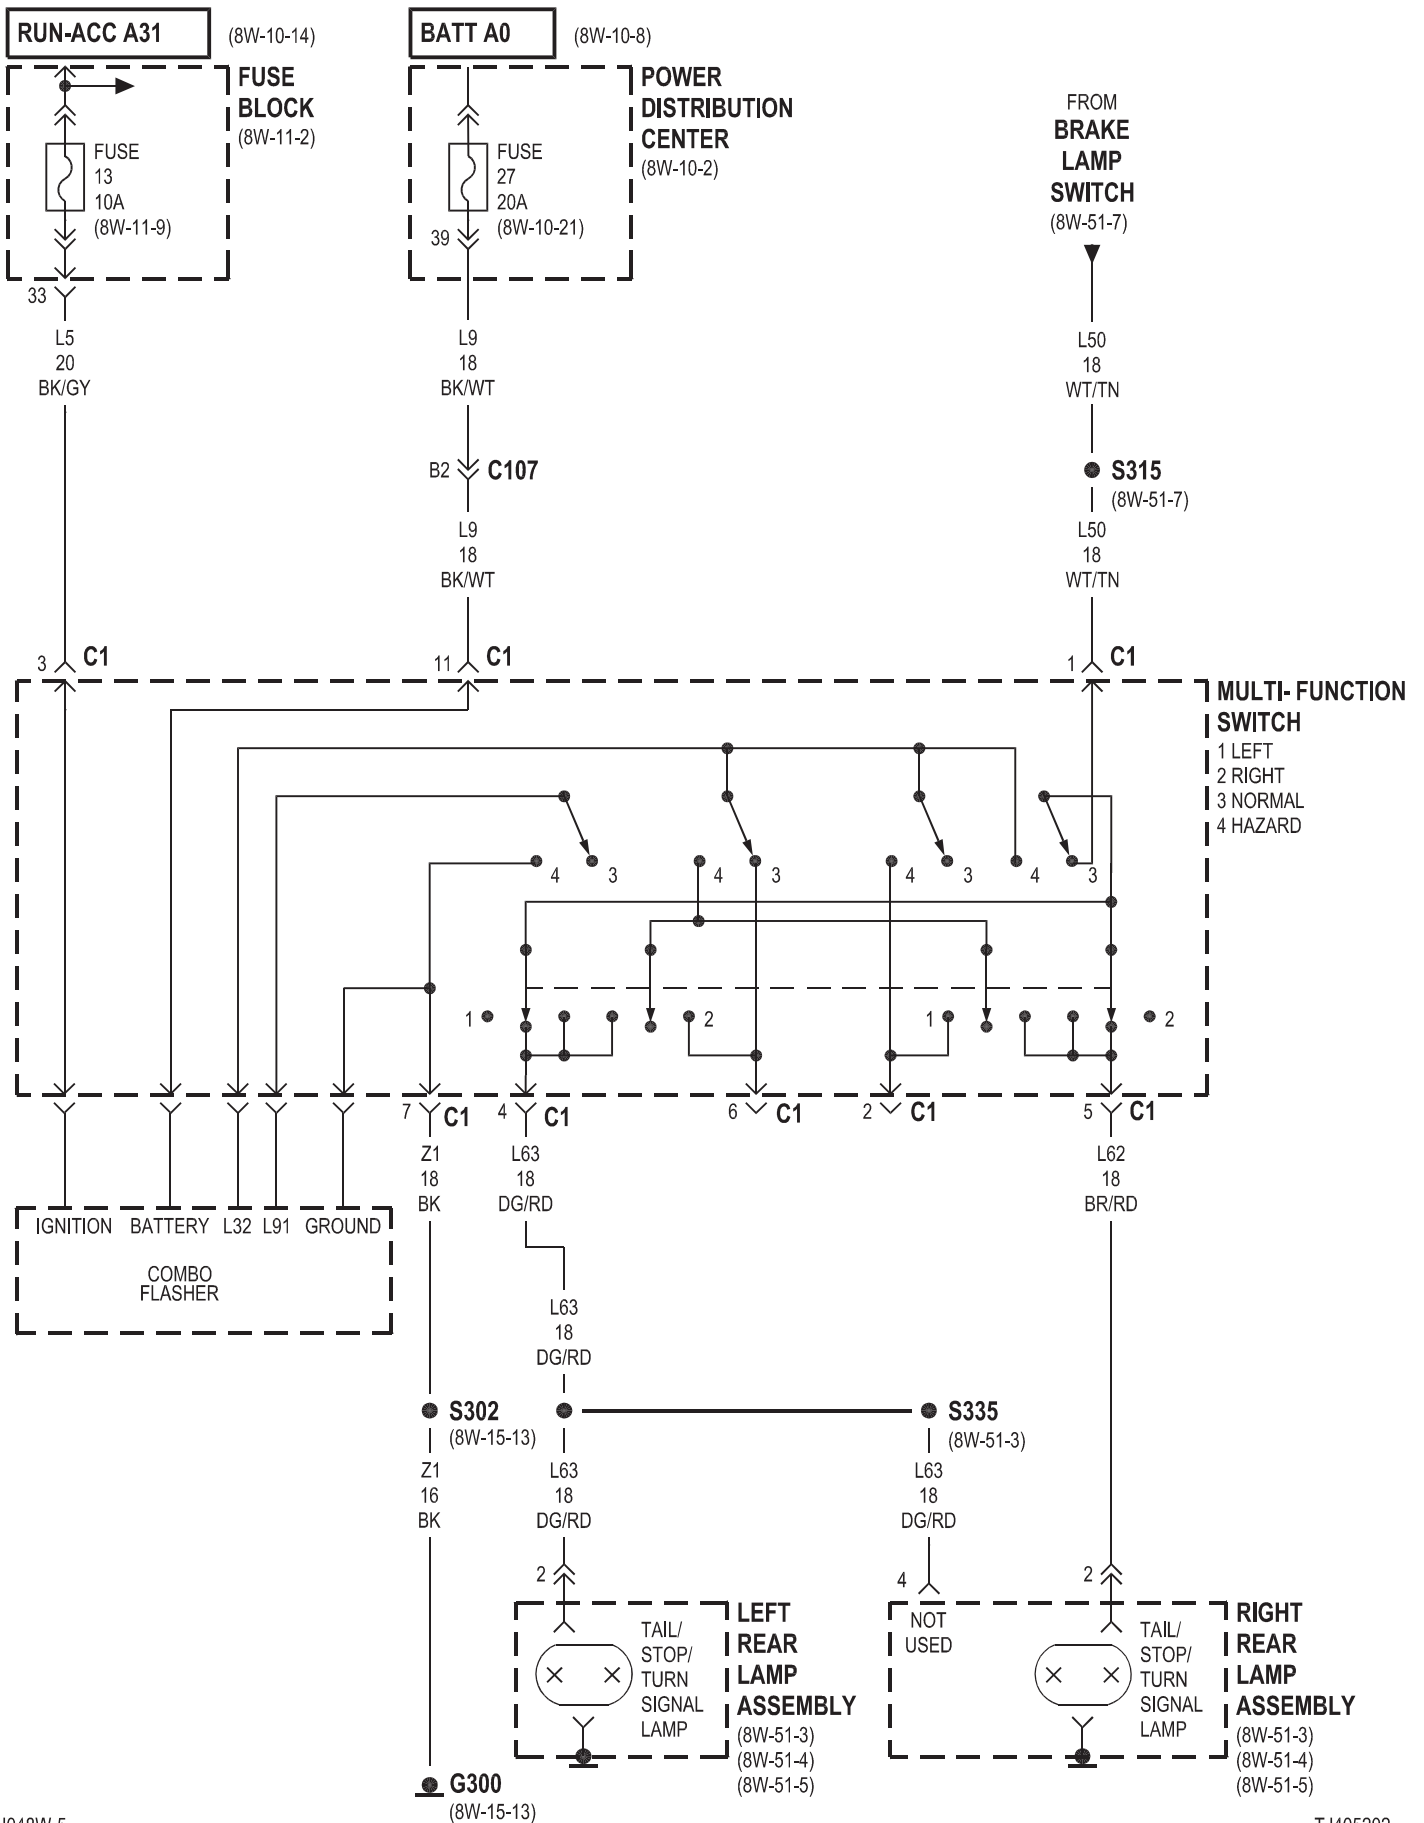 RUN-ACC A31 (8W-10-14)
BATT A0 (8W-10-8)
FUSE
BLOCK
(8W-11-2)
FUSE
13
10A
(8W-11-9)
33
POWER
DISTRIBUTION
CENTER
(8W-10-2)
FUSE
27
20A
(8W-10-21)
39
FROM
BRAKE
LAMP
SWITCH
(8W-51-7)
L5
20
BK/GY
L9
18
BK/WT
L50
18
WT/TN
B2 C107
S315
(8W-51-7)
L9
18
BK/WT
L50
18
WT/TN
3 C1
11 C1
1 C1
MULTI- FUNCTION
SWITCH
1 LEFT
2 RIGHT
3 NORMAL
4 HAZARD
4 3 4 3 4 3 4 3
1 2 1 2
7 C1 4 C1 6 C1 2 C1 5 C1
Z1
18
BK
L63
18
DG/RD
L62
18
BR/RD
IGNITION BATTERY L32 L91 GROUND
COMBO
FLASHER
L63
18
DG/RD
S302
(8W-15-13)
S335
(8W-51-3)
Z1
16
BK
L63
18
DG/RD
L63
18
DG/RD
2
4
2
TAIL/
STOP/
TURN
SIGNAL
LAMP
LEFT
REAR
LAMP
ASSEMBLY
(8W-51-3)
(8W-51-4)
(8W-51-5)
NOT
USED
TAIL/
STOP/
TURN
SIGNAL
LAMP
RIGHT
REAR
LAMP
ASSEMBLY
(8W-51-3)
(8W-51-4)
(8W-51-5)
G300
(8W-15-13)